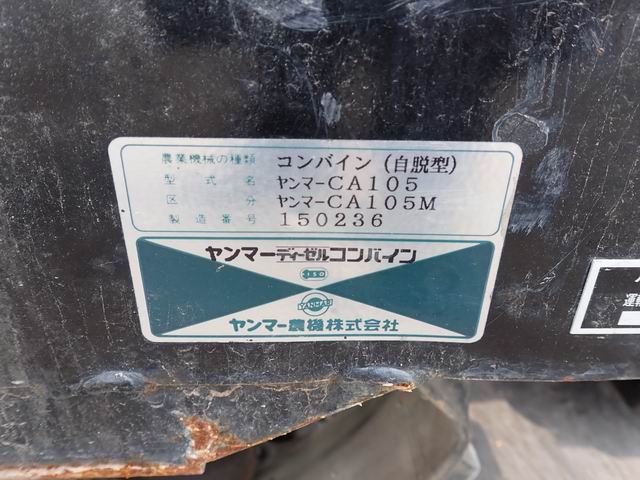 農業機械の種類 コンバイン(自脱型)
型式名 ヤンマーCA105
区分 ヤンマーCA105M
製造番号 150236
ヤンマーディーゼルコンバイン
ISO
YANMAR
ヤンマー農機株式会社